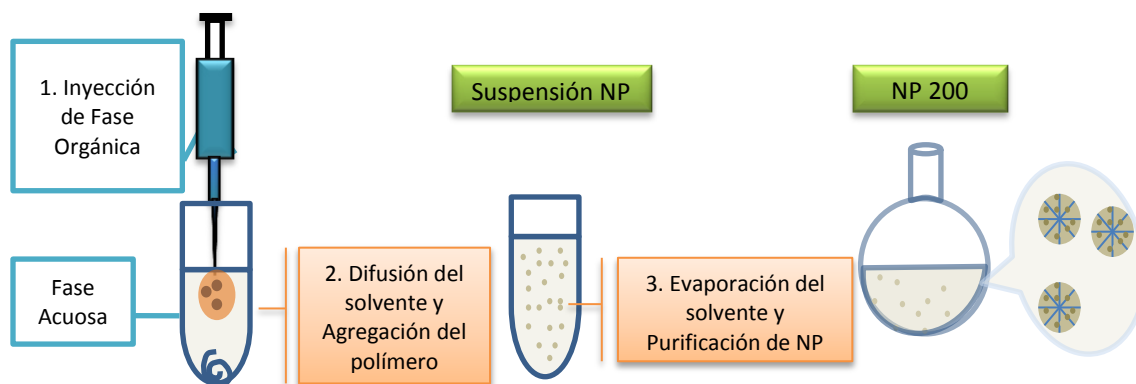 1. Inyección
de Fase
Orgánica
Fase
Acuosa
2. Difusión del
solvente y
Agregación del
polímero
Suspensión NP
3. Evaporación del
solvente y
Purificación de NP
NP 200